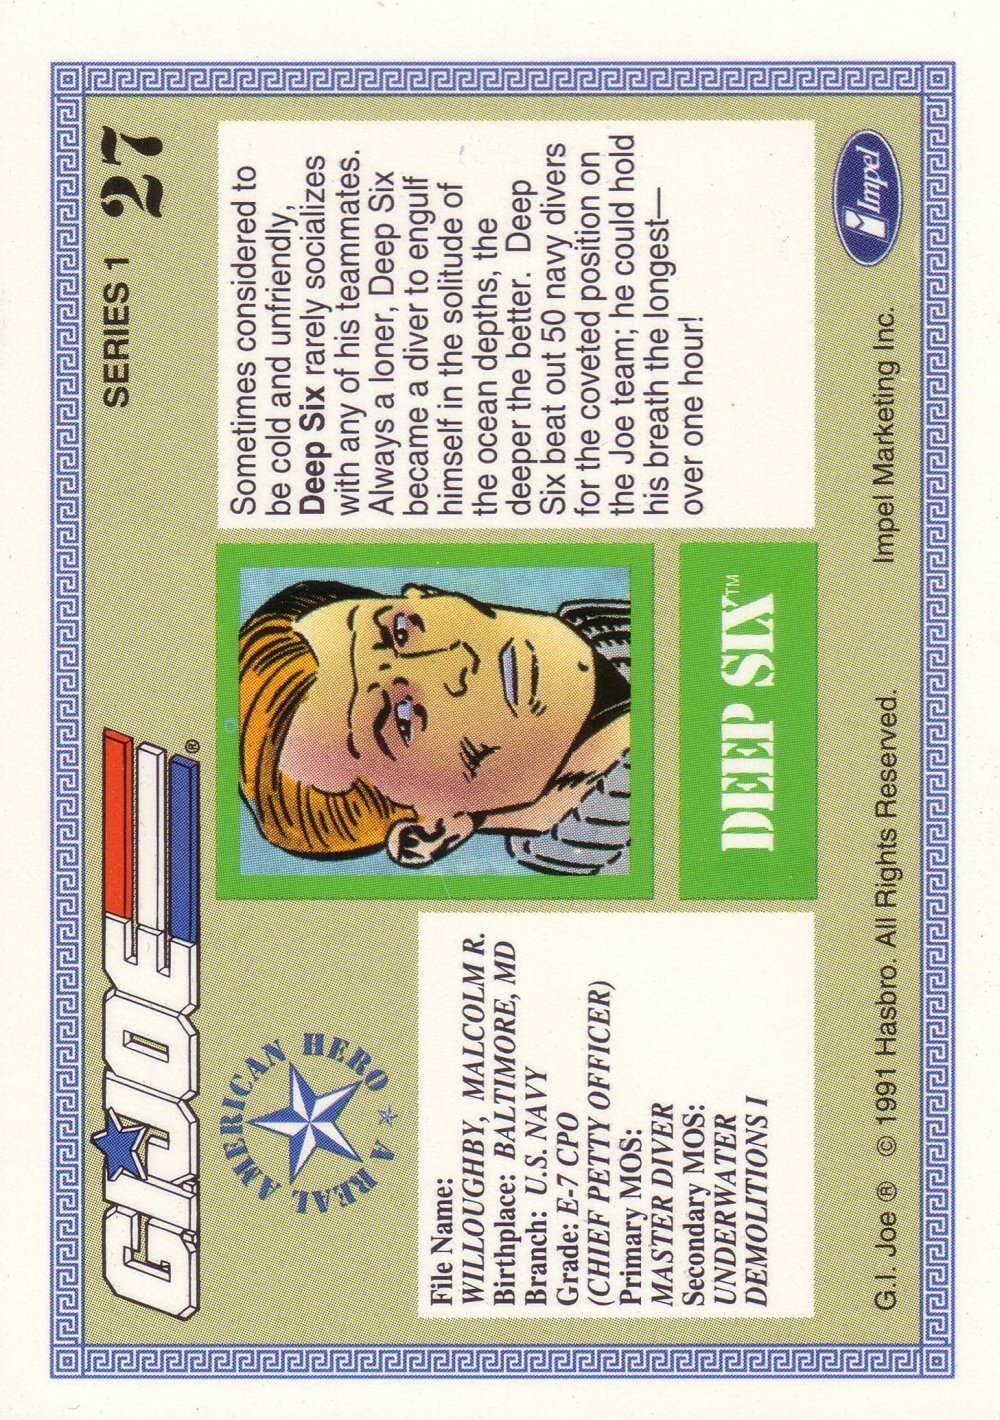 G.I. JOE ®
SERIES 1 27
A REAL AMERICAN HERO
File Name:
WILLOUGHBY, MALCOLM R.
Birthplace: BALTIMORE, MD
Branch: U.S. NAVY
Grade: E-7 CPO
(CHIEF PETTY OFFICER)
Primary MOS:
MASTER DIVER
Secondary MOS:
UNDERWATER
DEMOLITIONS I
DEEP SIX™
Sometimes considered to
be cold and unfriendly,
Deep Six rarely socializes
with any of his teammates.
Always a loner, Deep Six
became a diver to engulf
himself in the solitude of
the ocean depths, the
deeper the better. Deep
Six beat out 50 navy divers
for the coveted position on
the Joe team; he could hold
his breath the longest—
over one hour!
G.I. Joe ® © 1991 Hasbro. All Rights Reserved. Impel Marketing Inc.
Impel